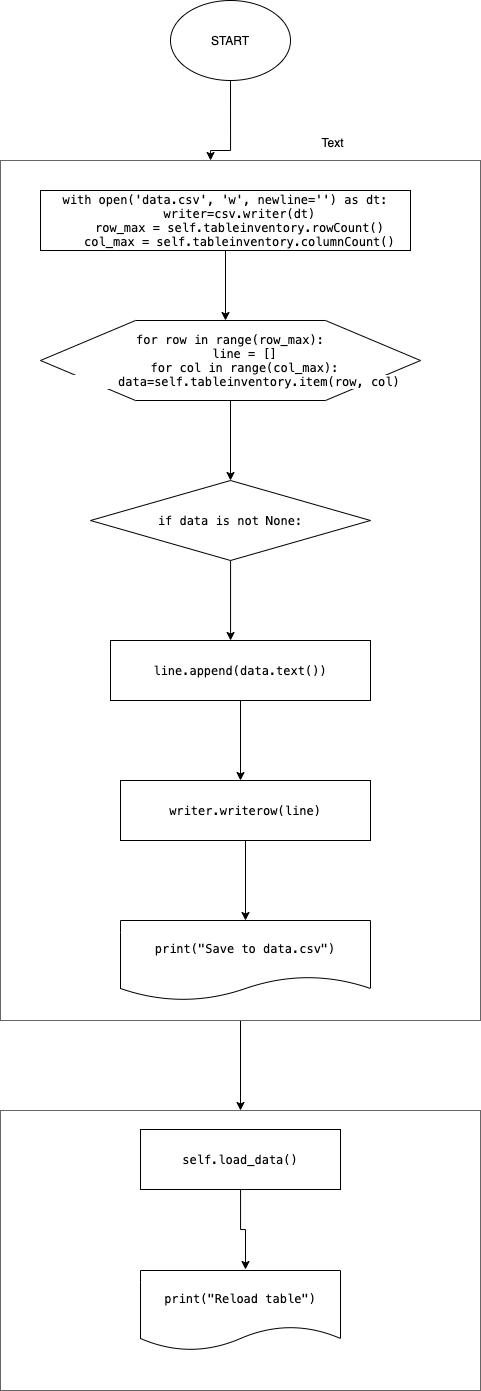 START
Text
with open('data.csv', 'w', newline='') as dt:
writer=csv.writer(dt)
row_max = self.tableinventory.rowCount()
col_max = self.tableinventory.columnCount()
for row in range(row_max):
line = []
for col in range(col_max):
data=self.tableinventory.item(row, col)
if data is not None:
line.append(data.text())
writer.writerow(line)
print("Save to data.csv")
self.load_data()
print("Reload table")